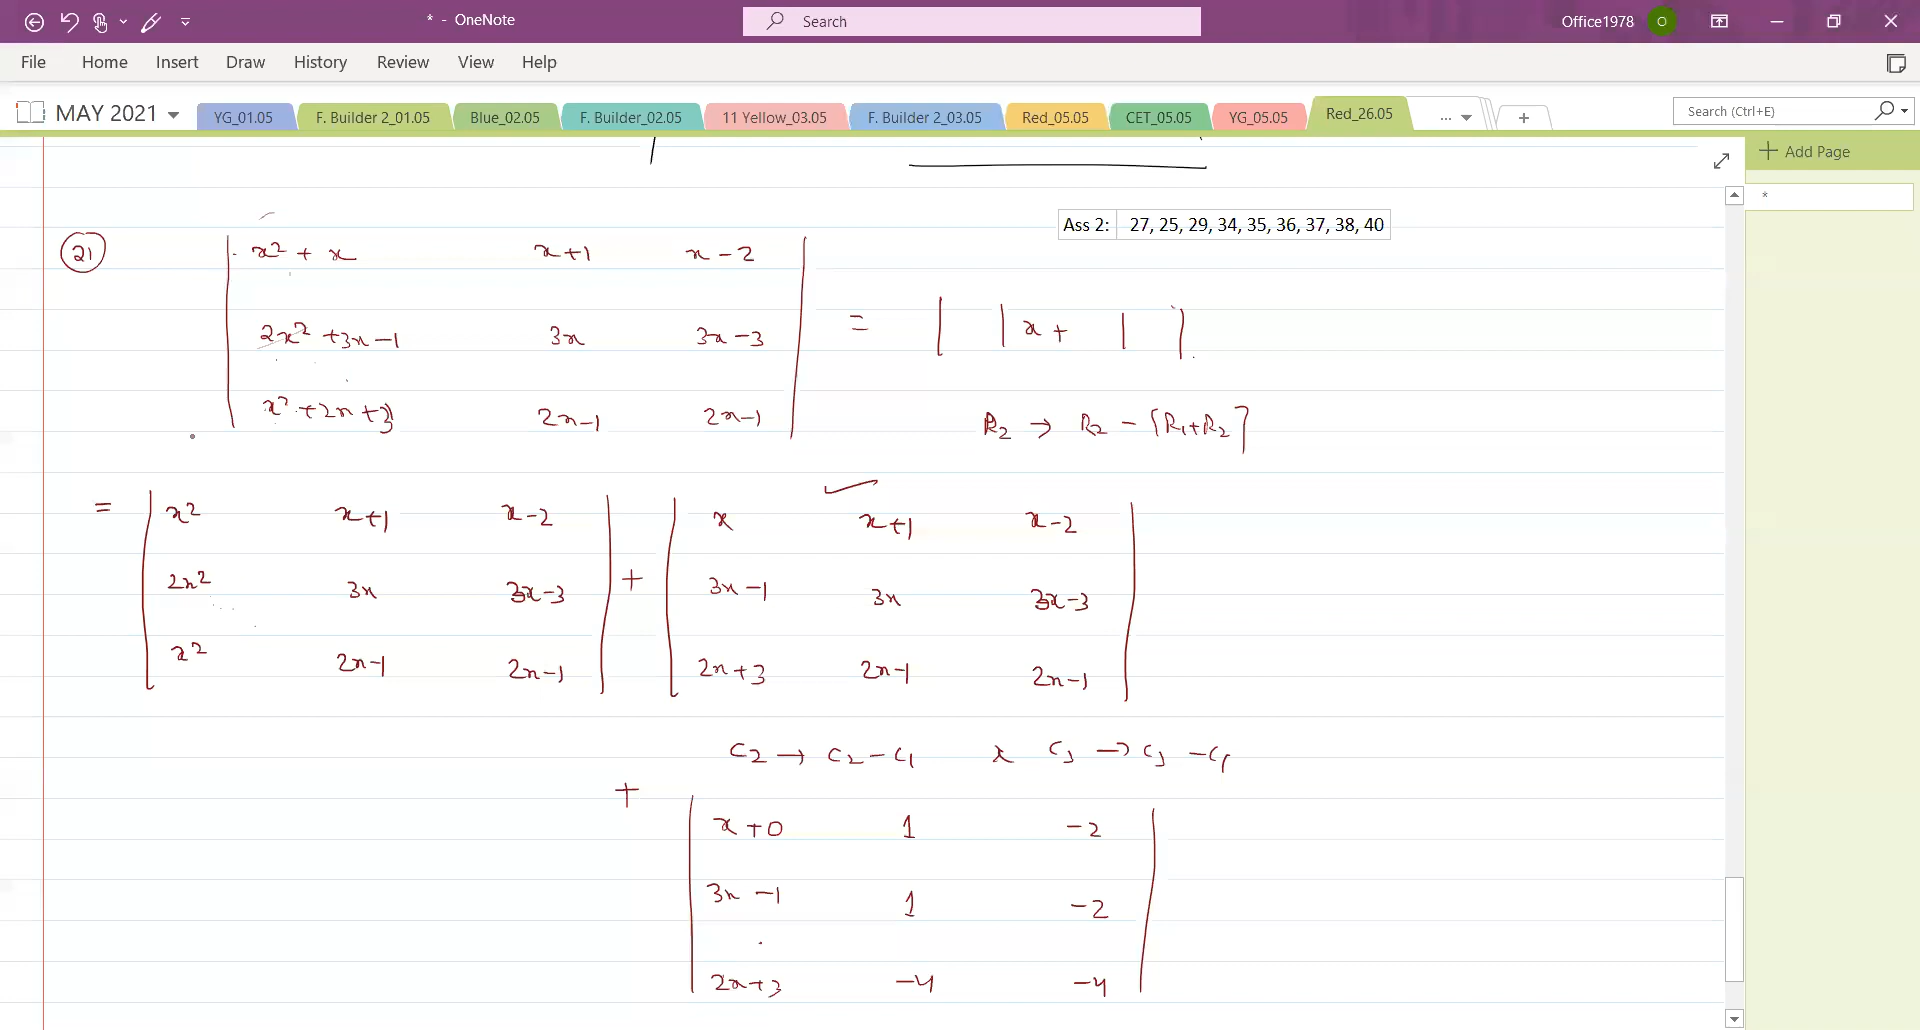 * - OneNote
Search
Office1978
O
File Home Insert Draw History Review View Help
MAY 2021
YG_01.05 F. Builder 2_01.05 Blue_02.05 F. Builder_02.05 11 Yellow_03.05 F. Builder 2_03.05 Red_05.05 CET_05.05 YG_05.05 Red_26.05 ... +
Search (Ctrl+E)
+ Add Page
*
Ass 2: 27, 25, 29, 34, 35, 36, 37, 38, 40
21 | x² + x x+1 x-2 |
| 2x² +3x-1 3x 3x-3 | = | | x + | |
| x² +2x+3 2x-1 2x-1 |
R₂ → R₂ - [R₁+R₂]
= | x² x+1 x-2 | + | x x+1 x-2 |
| 2x² 3x 3x-3 | | 3x-1 3x 3x-3 |
| x² 2x-1 2x-1 | | 2x+3 2x-1 2x-1 |
C₂ → C₂ - C₁ & C₃ → C₃ - C₁
+ | x+0 1 -2 |
| 3x-1 1 -2 |
| 2x+3 -4 -4 |